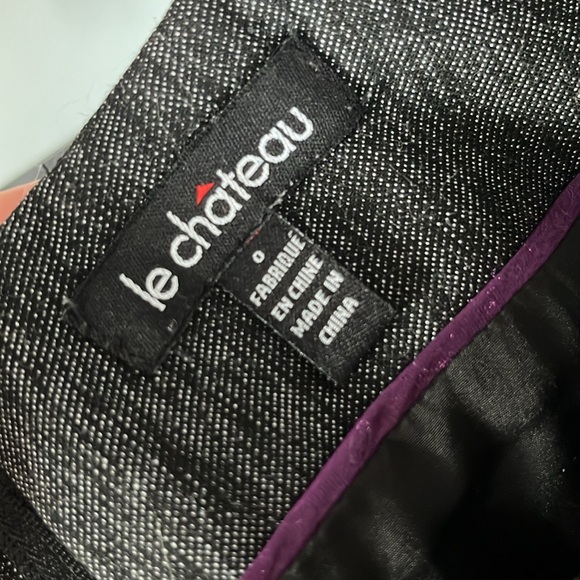 le château
0
FABRIQUÉ
EN CHINE
MADE IN
CHINA